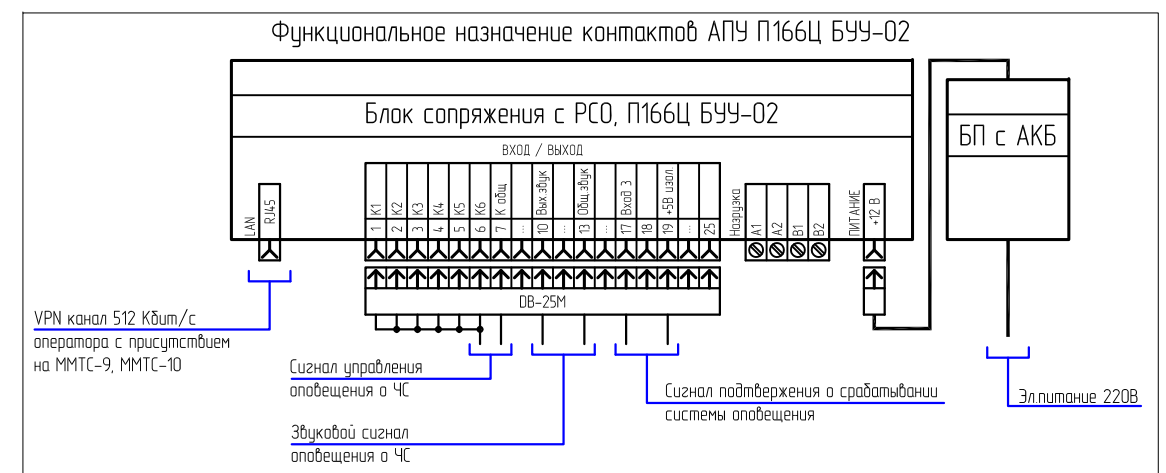 Функциональное назначение контактов АПУ П166Ц БУУ-02
Блок сопряжения с РСО, П166Ц БУУ-02
БП с АКБ
ВХОД / ВЫХОД
LAN
RJ45
К1
К2
К3
К4
К5
К6
К общ
Вых.звук
Общ.звук
Вход 3
+5В изол.
1
2
3
4
5
6
7
...
10
...
13
...
17
18
19
...
25
Нагрузка
А1
А2
В1
В2
ПИТАНИЕ
+12 В
DB-25M
VPN канал 512 Кбит/с
оператора с присутствием
на ММТС-9, ММТС-10
Сигнал управления
оповещения о ЧС
Звуковой сигнал
оповещения о ЧС
Сигнал подтвержения о срабатывании
системы оповещения
Эл.питание 220В